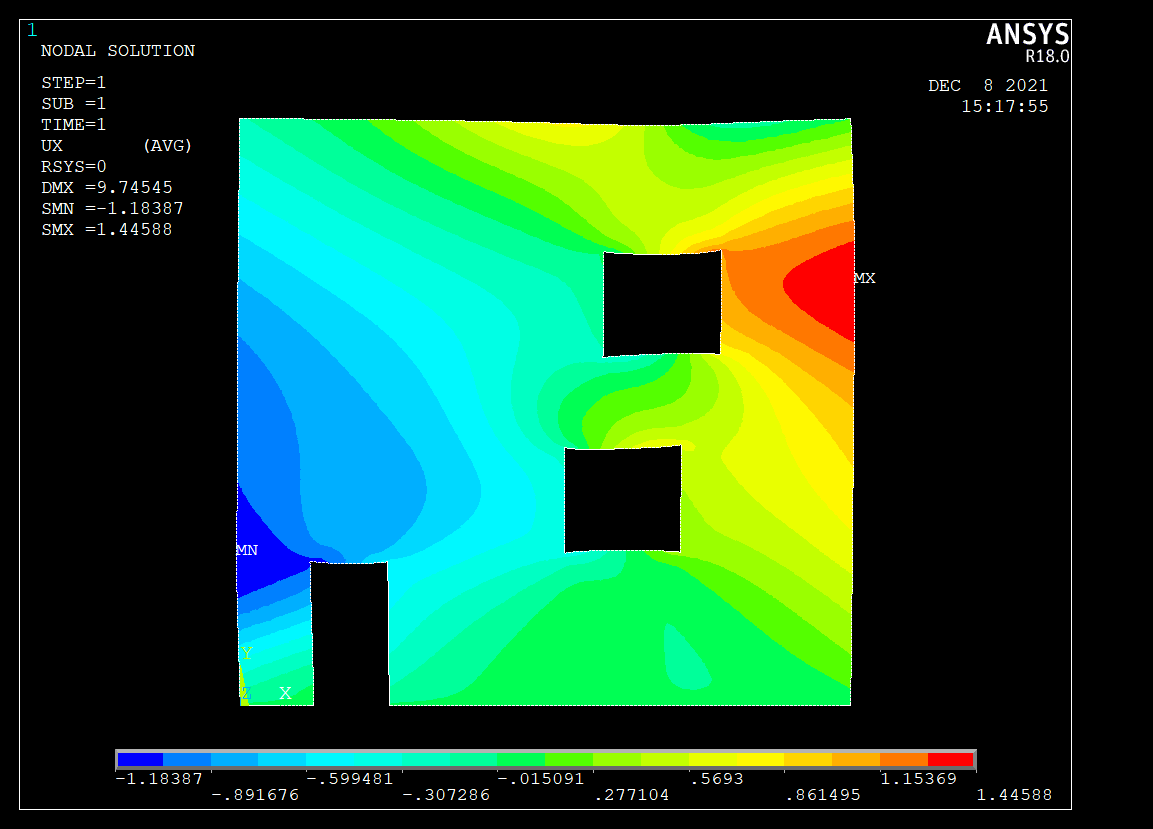 1
ANSYS
R18.0
NODAL SOLUTION
DEC  8 2021
15:17:55
STEP=1
SUB =1
TIME=1
UX       (AVG)
RSYS=0
DMX =9.74545
SMN =-1.18387
SMX =1.44588
MX
MN
Y
Z
X
-1.18387 -.599481 -.015091 .5693 1.15369
-.891676 -.307286 .277104 .861495 1.44588